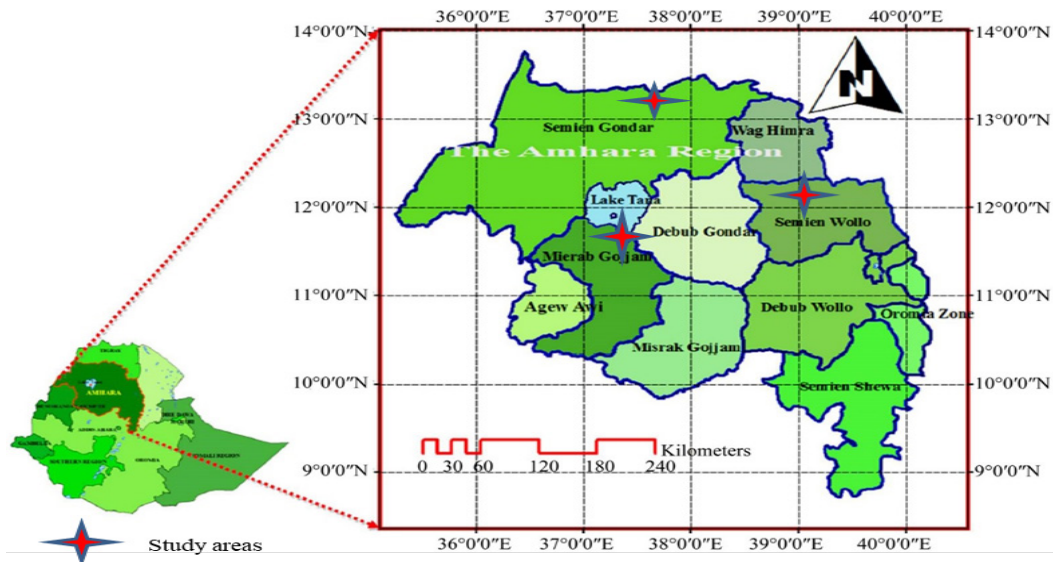 36°0′0″E 37°0′0″E 38°0′0″E 39°0′0″E 40°0′0″E
14°0′0″N 14°0′0″N
N
13°0′0″N 13°0′0″N
Semien Gondar
Wag Himra
The Amhara Region
Lake Tana
12°0′0″N 12°0′0″N
Semien Wollo
Debub Gondar
Mierab Gojjam
11°0′0″N 11°0′0″N
Agew Awi
Debub Wollo
Oromia Zone
Misrak Gojjam
10°0′0″N 10°0′0″N
Semien Shewa
Kilometers
0 30 60 120 180 240
9°0′0″N 9°0′0″N
36°0′0″E 37°0′0″E 38°0′0″E 39°0′0″E 40°0′0″E
AMHARA
Study areas